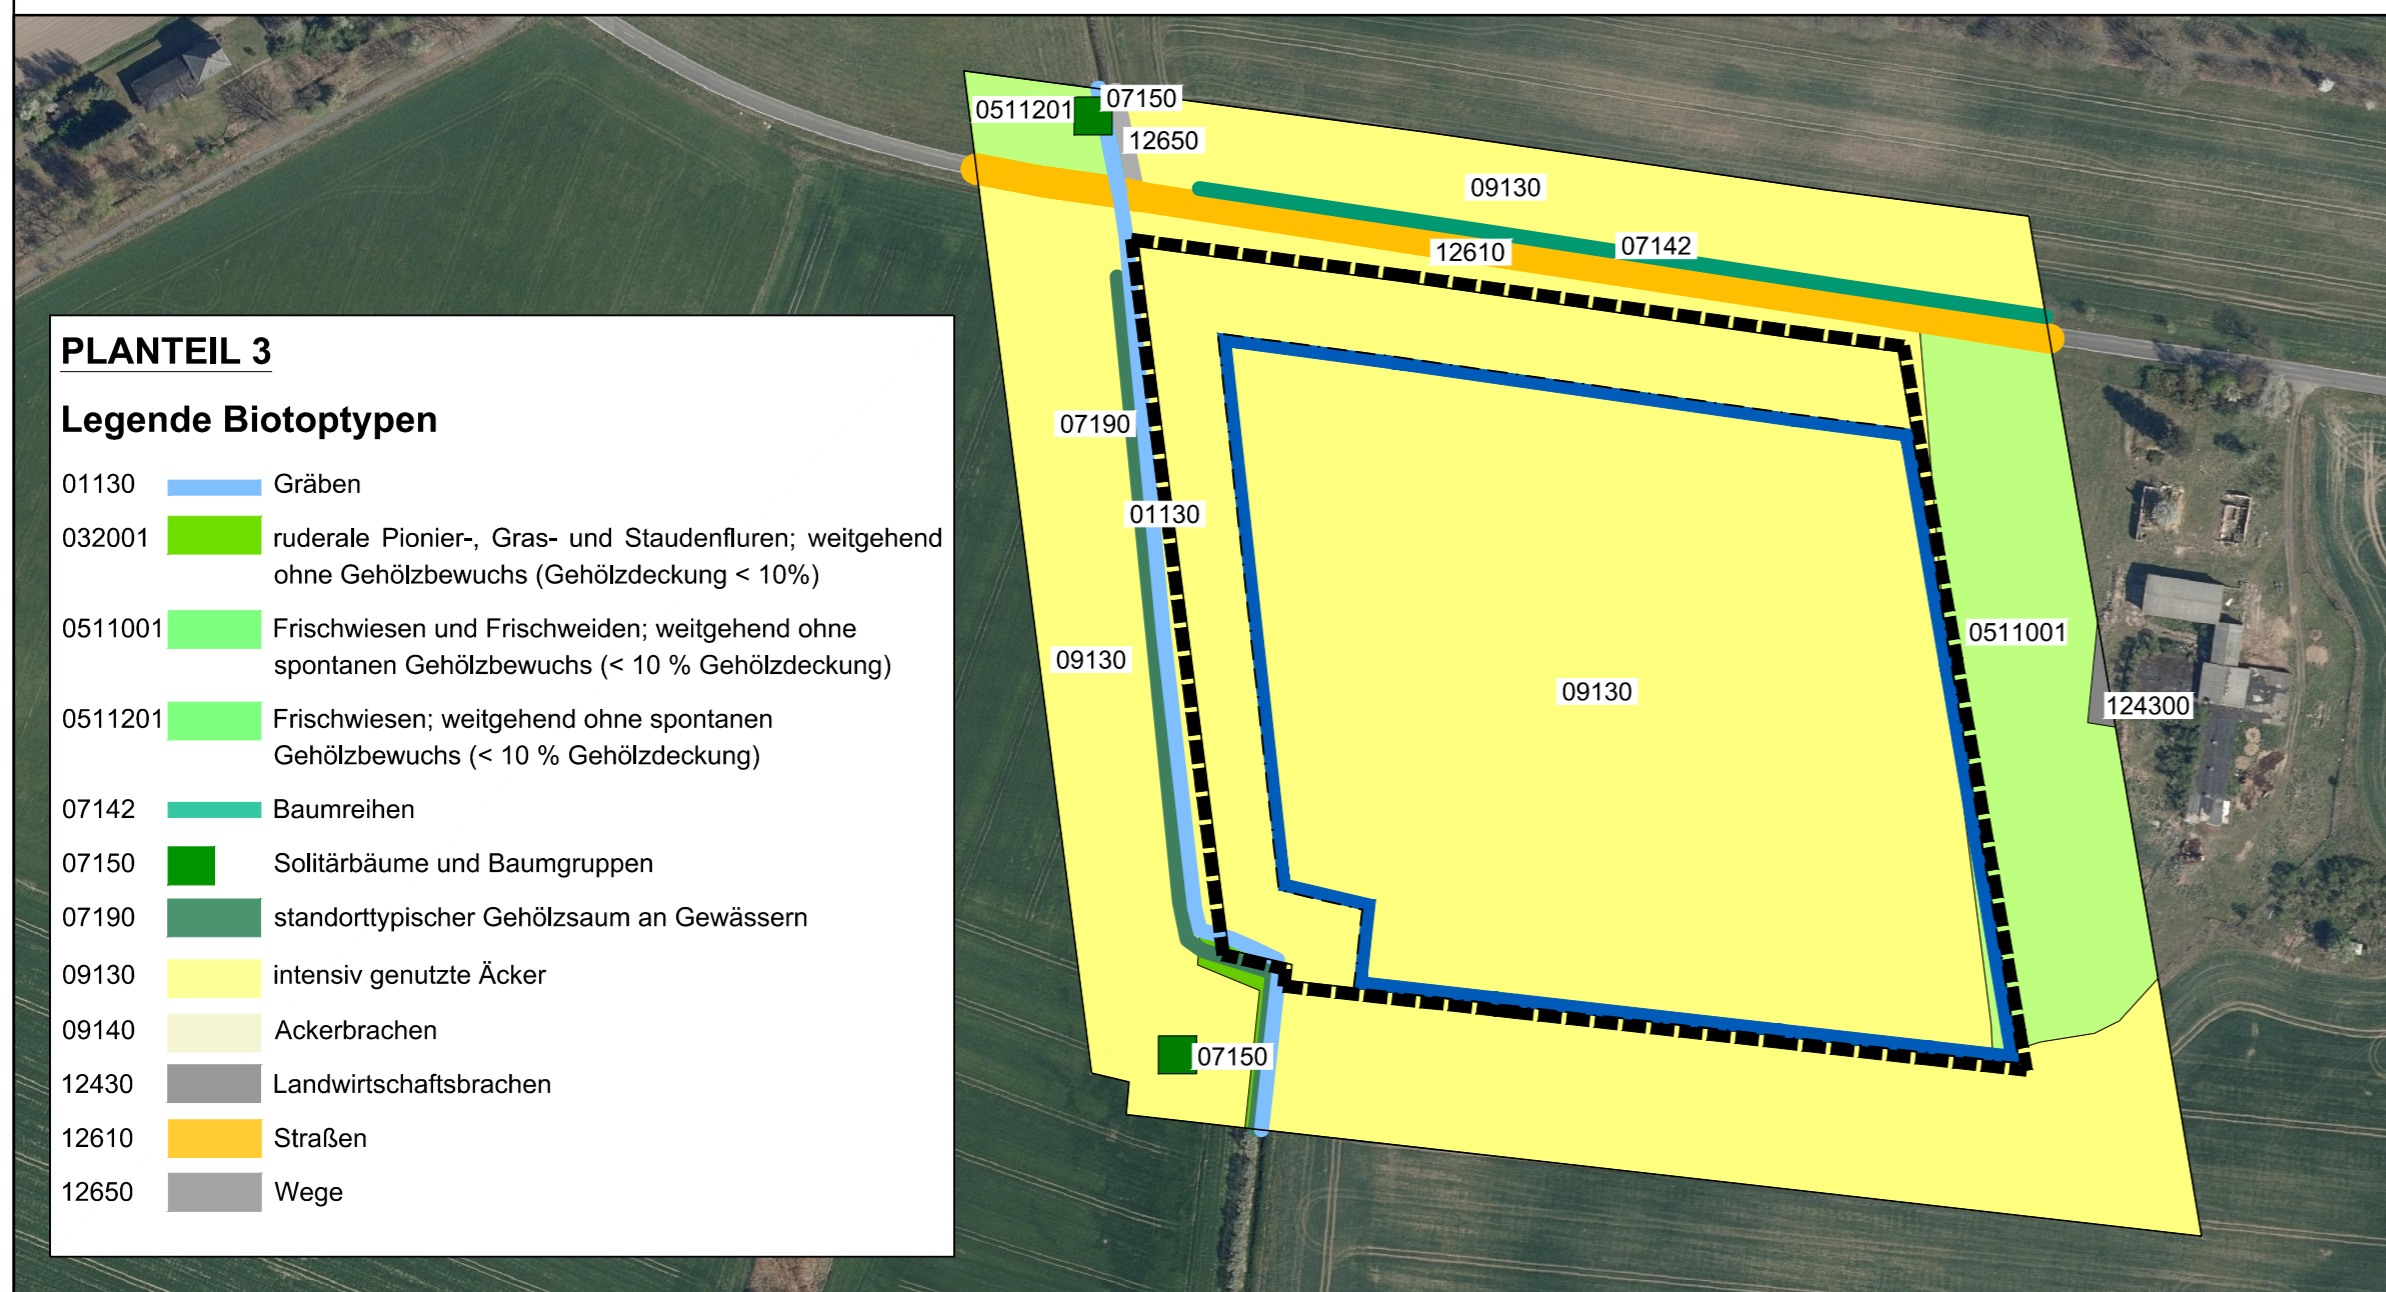 PLANTEIL 3
Legende Biotoptypen
01130 Gräben
032001 ruderale Pionier-, Gras- und Staudenfluren; weitgehend
ohne Gehölzbewuchs (Gehölzdeckung < 10%)
0511001 Frischwiesen und Frischweiden; weitgehend ohne
spontanen Gehölzbewuchs (< 10 % Gehölzdeckung)
0511201 Frischwiesen; weitgehend ohne spontanen
Gehölzbewuchs (< 10 % Gehölzdeckung)
07142 Baumreihen
07150 Solitärbäume und Baumgruppen
07190 standorttypischer Gehölzsaum an Gewässern
09130 intensiv genutzte Äcker
09140 Ackerbrachen
12430 Landwirtschaftsbrachen
12610 Straßen
12650 Wege
0511201
07150
12650
09130
12610
07142
07190
01130
09130
09130
0511001
124300
07150